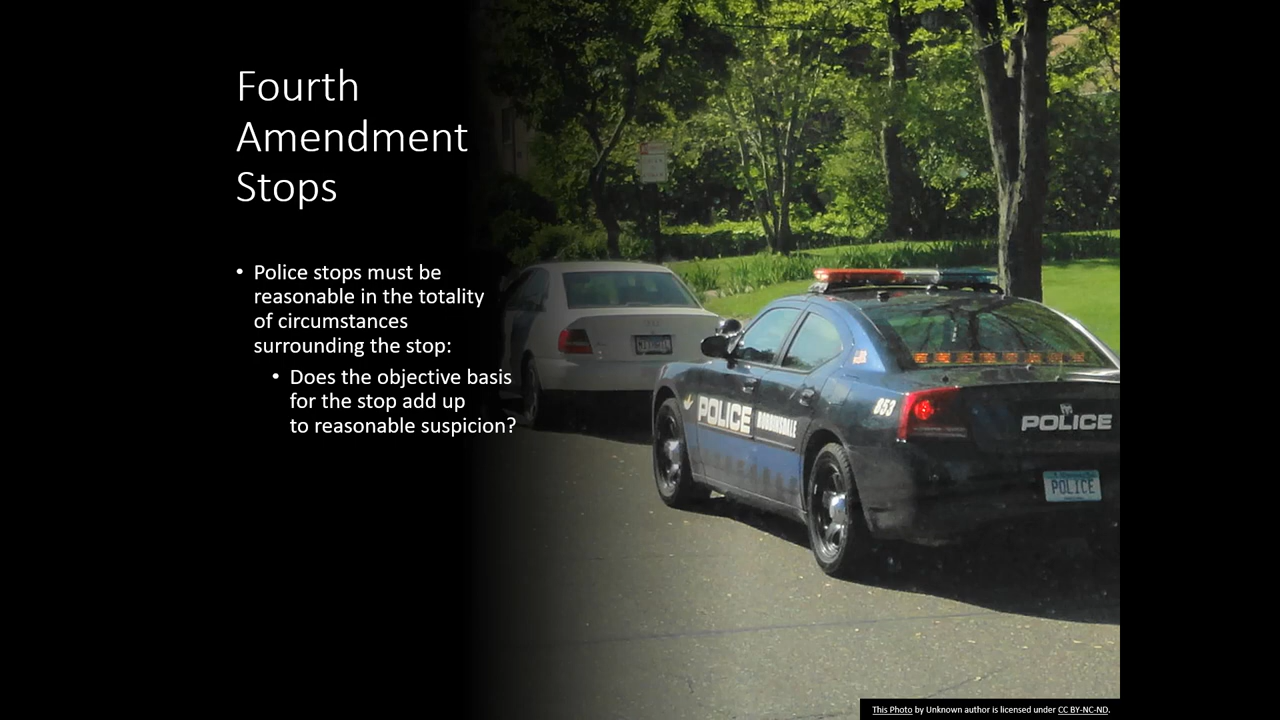 Fourth
Amendment
Stops
• Police stops must be
reasonable in the totality
of circumstances
surrounding the stop:
• Does the objective basis
for the stop add up
to reasonable suspicion?
POLICE
ROBBINSDALE
853
POLICE
POLICE
This Photo by Unknown author is licensed under CC BY-NC-ND.